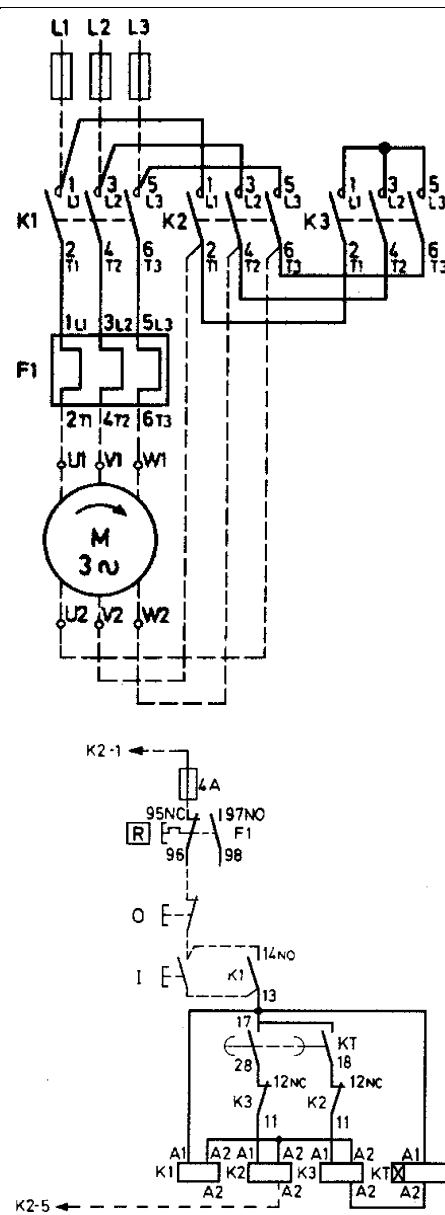 L1 L2 L3
1 L1 3 L2 5 L3 1 L1 3 L2 5 L3 1 L1 3 L2 5 L3
K1 K2 K3
2 T1 4 T2 6 T3 2 T1 4 T2 6 T3 2 T1 4 T2 6 T3
1 L1 3 L2 5 L3
F1
2 T1 4 T2 6 T3
U1 V1 W1
M
3 ~
U2 V2 W2
K2-1
4A
95NC 97NO
R F1
96 98
O
14NO
I K1
13
17 KT
28 18
12NC 12NC
K3 K2
11 11
A1 A2 A1 A2 A1 A2 A1
K1 K2 K3 KT
A2 A2 A2 A2
K2-5